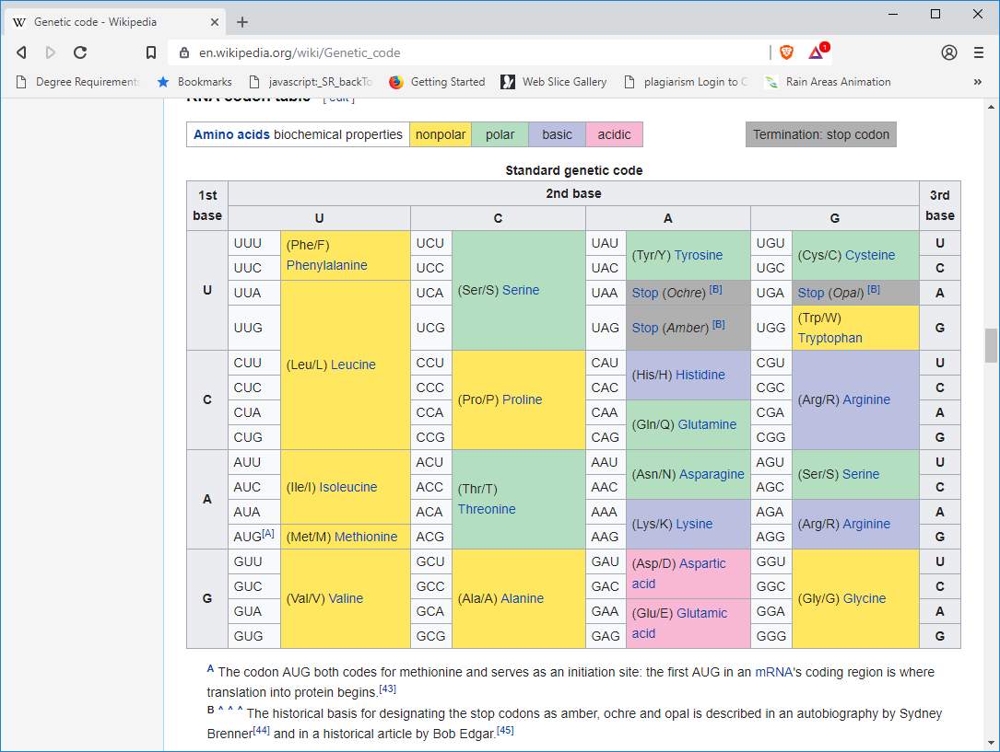 Genetic code - Wikipedia
en.wikipedia.org/wiki/Genetic_code
1
Degree Requirements
Bookmarks
javascript:_SR_backTo
Getting Started
Web Slice Gallery
plagiarism Login to C
Rain Areas Animation
»
RNA codon table [ edit ]
Amino acids biochemical properties nonpolar polar basic acidic Termination: stop codon
Standard genetic code
1st base 2nd base 3rd base
U C A G
U UUU (Phe/F) Phenylalanine UCU (Ser/S) Serine UAU (Tyr/Y) Tyrosine UGU (Cys/C) Cysteine U
UUC UCC UAC UGC C
UUA (Leu/L) Leucine UCA UAA Stop (Ochre) [B] UGA Stop (Opal) [B] A
UUG UCG UAG Stop (Amber) [B] UGG (Trp/W) Tryptophan G
C CUU CCU (Pro/P) Proline CAU (His/H) Histidine CGU (Arg/R) Arginine U
CUC CCC CAC CGC C
CUA CCA CAA (Gln/Q) Glutamine CGA A
CUG CCG CAG CGG G
A AUU (Ile/I) Isoleucine ACU (Thr/T) Threonine AAU (Asn/N) Asparagine AGU (Ser/S) Serine U
AUC ACC AAC AGC C
AUA ACA AAA (Lys/K) Lysine AGA (Arg/R) Arginine A
AUG[A] (Met/M) Methionine ACG AAG AGG G
G GUU (Val/V) Valine GCU (Ala/A) Alanine GAU (Asp/D) Aspartic acid GGU (Gly/G) Glycine U
GUC GCC GAC GGC C
GUA GCA GAA (Glu/E) Glutamic acid GGA A
GUG GCG GAG GGG G
A The codon AUG both codes for methionine and serves as an initiation site: the first AUG in an mRNA's coding region is where
translation into protein begins.[43]
B ^ ^ ^ The historical basis for designating the stop codons as amber, ochre and opal is described in an autobiography by Sydney
Brenner[44] and in a historical article by Bob Edgar.[45]